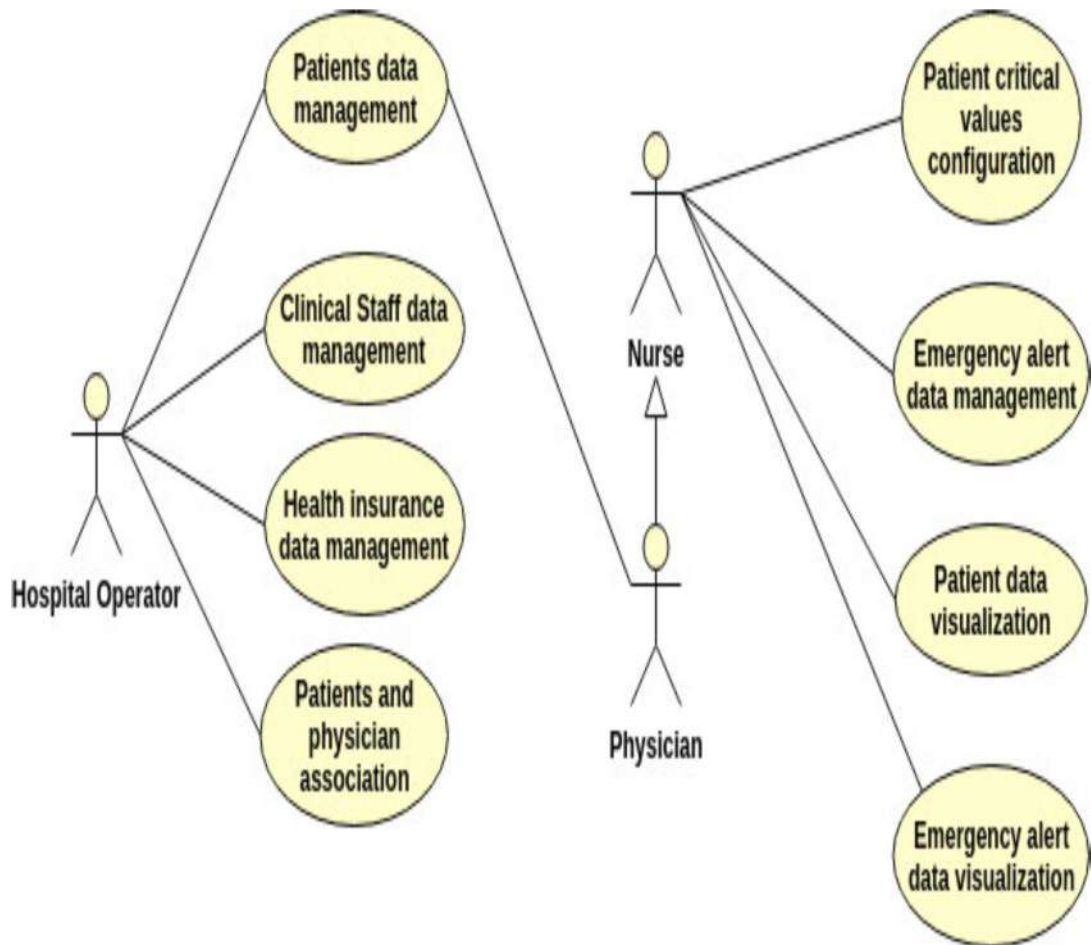 Patients data
management
Clinical Staff data
management
Health insurance
data management
Hospital Operator
Patients and
physician
association
Nurse
Physician
Patient critical
values
configuration
Emergency alert
data management
Patient data
visualization
Emergency alert
data visualization